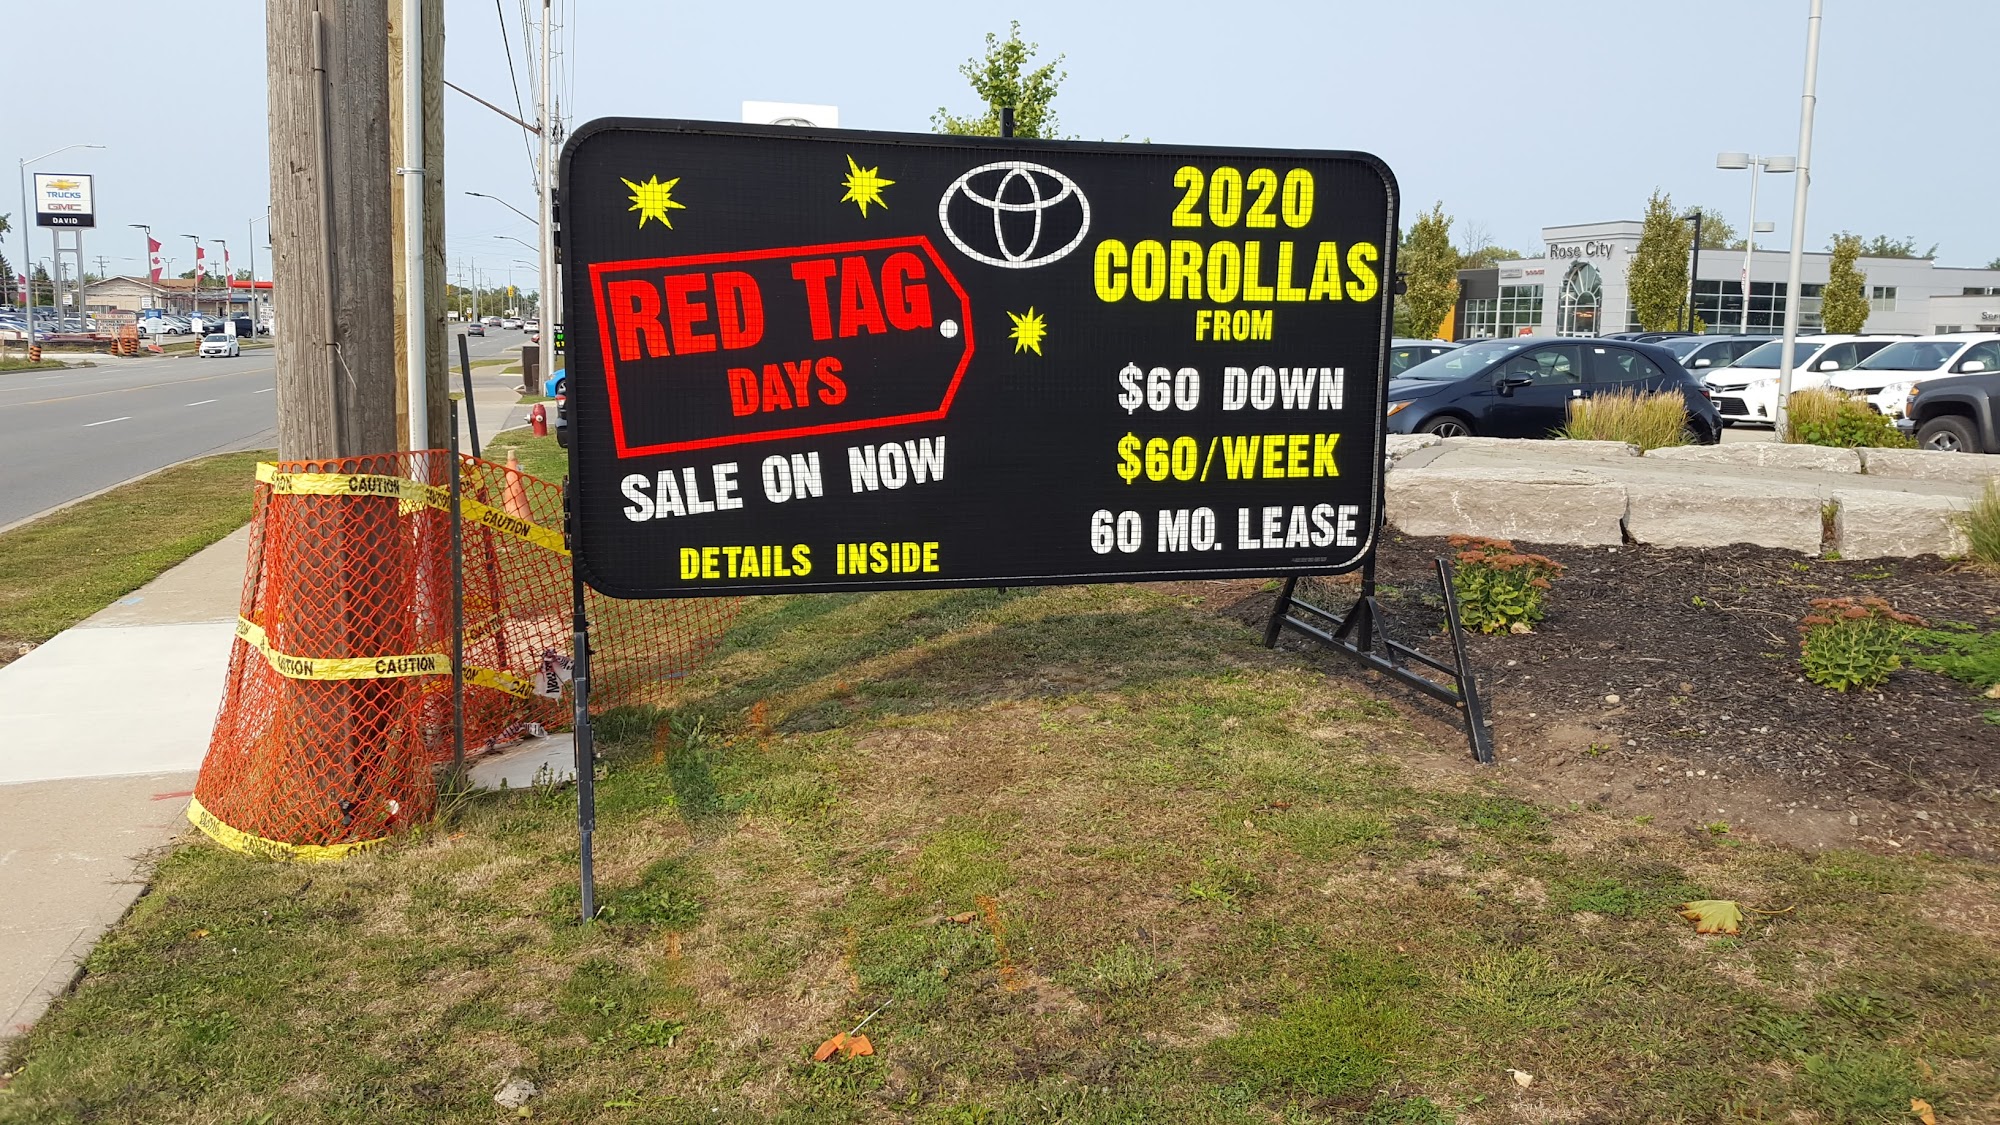 TRUCKS
GMC
DAVID
RED TAG
DAYS
SALE ON NOW
DETAILS INSIDE
2020
COROLLAS
FROM
$60 DOWN
$60/WEEK
60 MO. LEASE
Rose City
CAUTION
CAUTION
CAUTION
CAUTION